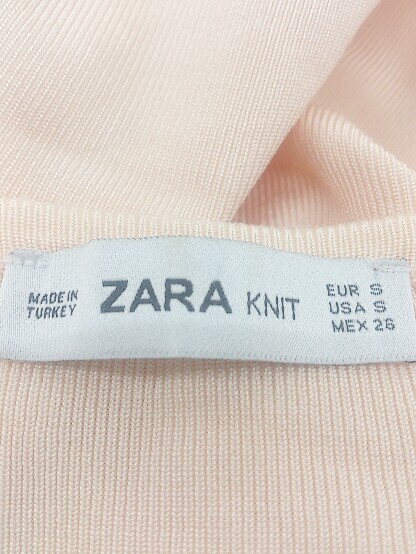 MADE IN
TURKEY
ZARA KNIT
EUR S
USA S
MEX 26